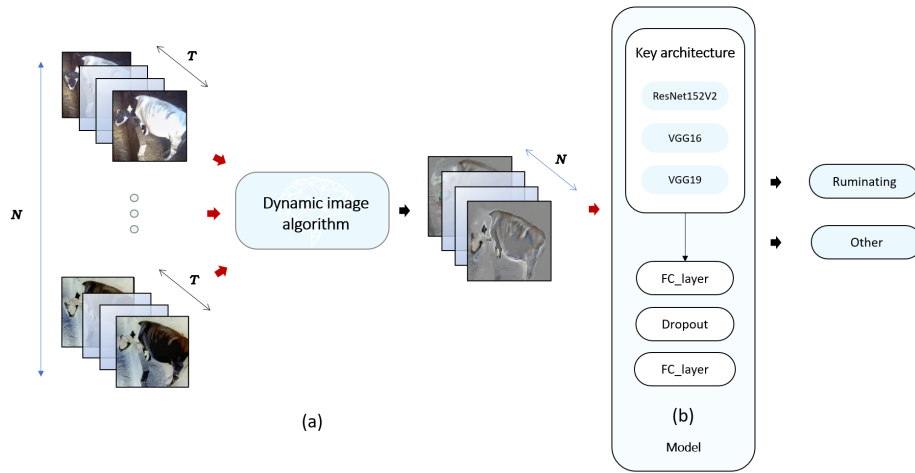 T
N
Dynamic image
algorithm
T
(a)
N
Key architecture
ResNet152V2
VGG16
VGG19
FC_layer
Dropout
FC_layer
(b)
Model
Ruminating
Other